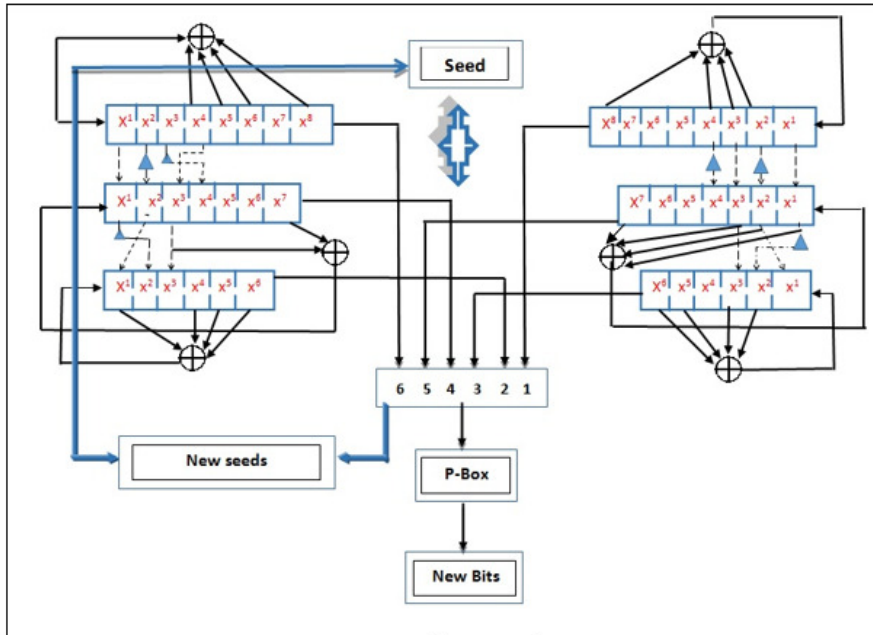 Seed
X¹ x² x³ x⁴ x⁵ x⁶ x⁷ x⁸
X⁸ x⁷ x⁶ x⁵ x⁴ x³ x² x¹
X¹ x² x³ x⁴ x⁵ x⁶ x⁷
X⁷ x⁶ x⁵ x⁴ x³ x² x¹
X¹ x² x³ x⁴ x⁵ x⁶
X⁶ x⁵ x⁴ x³ x² x¹
6 5 4 3 2 1
New seeds
P-Box
New Bits